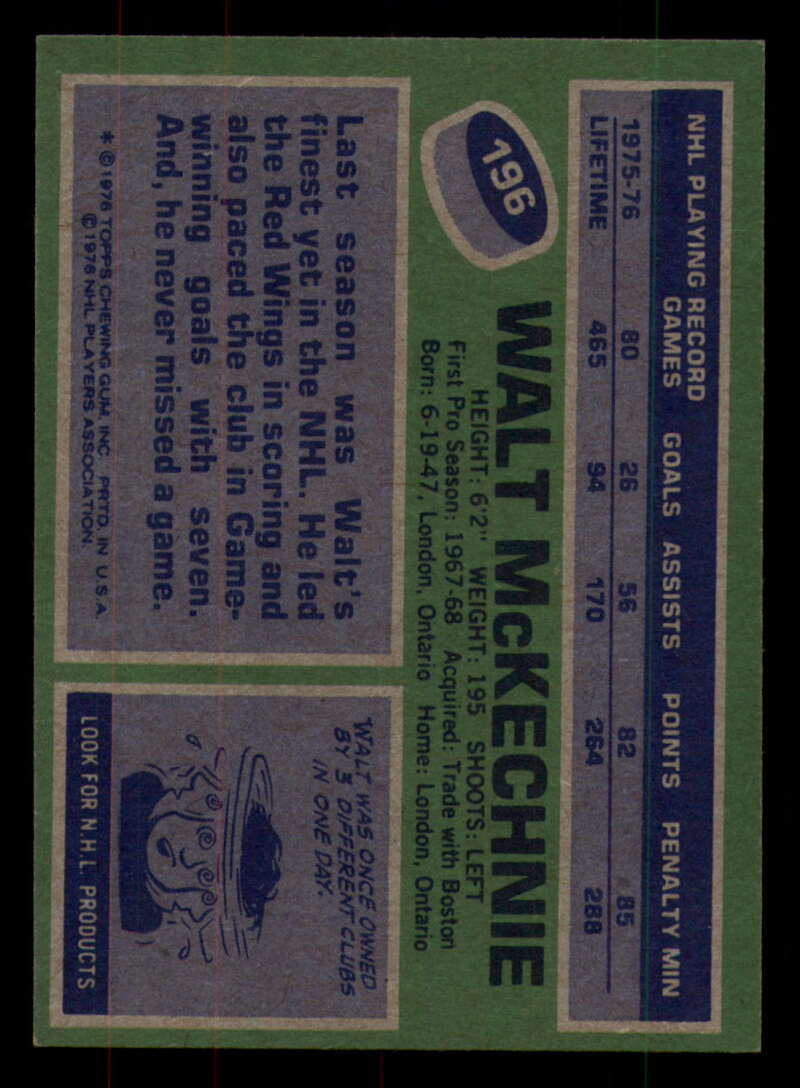 NHL PLAYING RECORD
GAMES GOALS ASSISTS POINTS PENALTY MIN
1975-76 80 26 56 82 85
LIFETIME 465 94 170 264 288
196
WALT McKECHNIE
HEIGHT: 6'2" WEIGHT: 195 SHOOTS: LEFT
First Pro Season: 1967-68 Acquired: Trade with Boston
Born: 6-19-47, London, Ontario Home: London, Ontario
Last season was Walt's
finest yet in the NHL. He led
the Red Wings in scoring and
also paced the club in Game-
winning goals with seven.
And, he never missed a game.
* ©1976 TOPPS CHEWING GUM, INC. PRTD. IN U.S.A.
©1976 NHL PLAYERS ASSOCIATION.
WALT WAS ONCE OWNED
BY 3 DIFFERENT CLUBS
IN ONE DAY.
LOOK FOR N.H.L. PRODUCTS